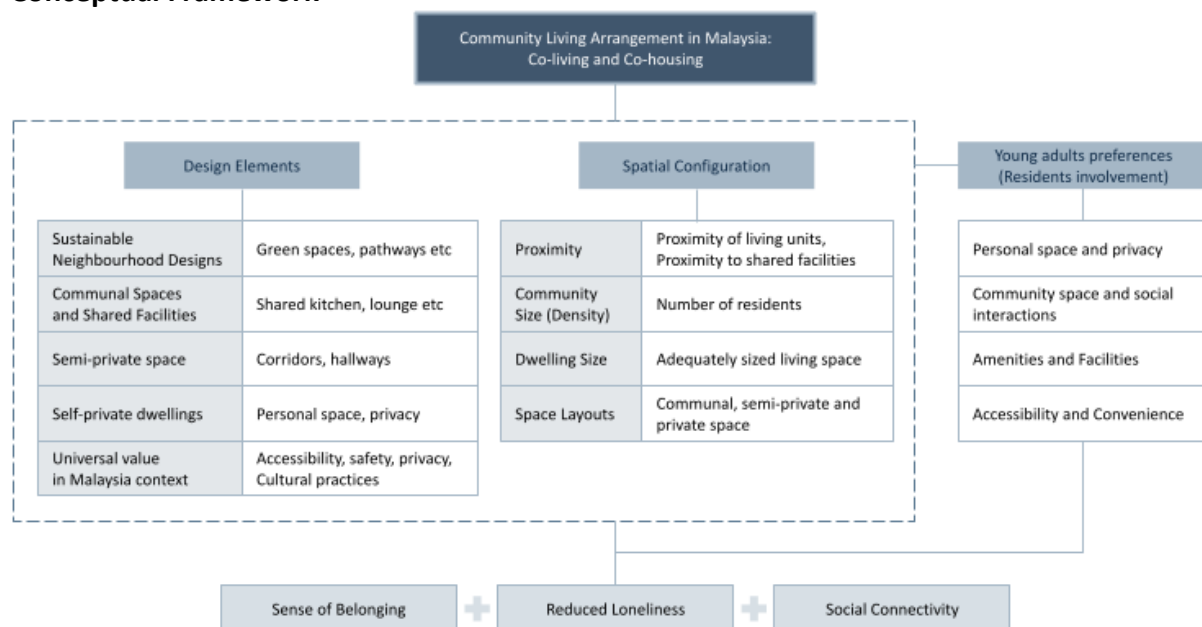 Conceptual Framework
Community Living Arrangement in Malaysia:
Co-living and Co-housing
Design Elements
Sustainable
Neighbourhood Designs
Green spaces, pathways etc
Communal Spaces
and Shared Facilities
Shared kitchen, lounge etc
Semi-private space
Corridors, hallways
Self-private dwellings
Personal space, privacy
Universal value
in Malaysia context
Accessibility, safety, privacy,
Cultural practices
Spatial Configuration
Proximity
Proximity of living units,
Proximity to shared facilities
Community
Size (Density)
Number of residents
Dwelling Size
Adequately sized living space
Space Layouts
Communal, semi-private and
private space
Young adults preferences
(Residents involvement)
Personal space and privacy
Community space and social
interactions
Amenities and Facilities
Accessibility and Convenience
Sense of Belonging
Reduced Loneliness
Social Connectivity